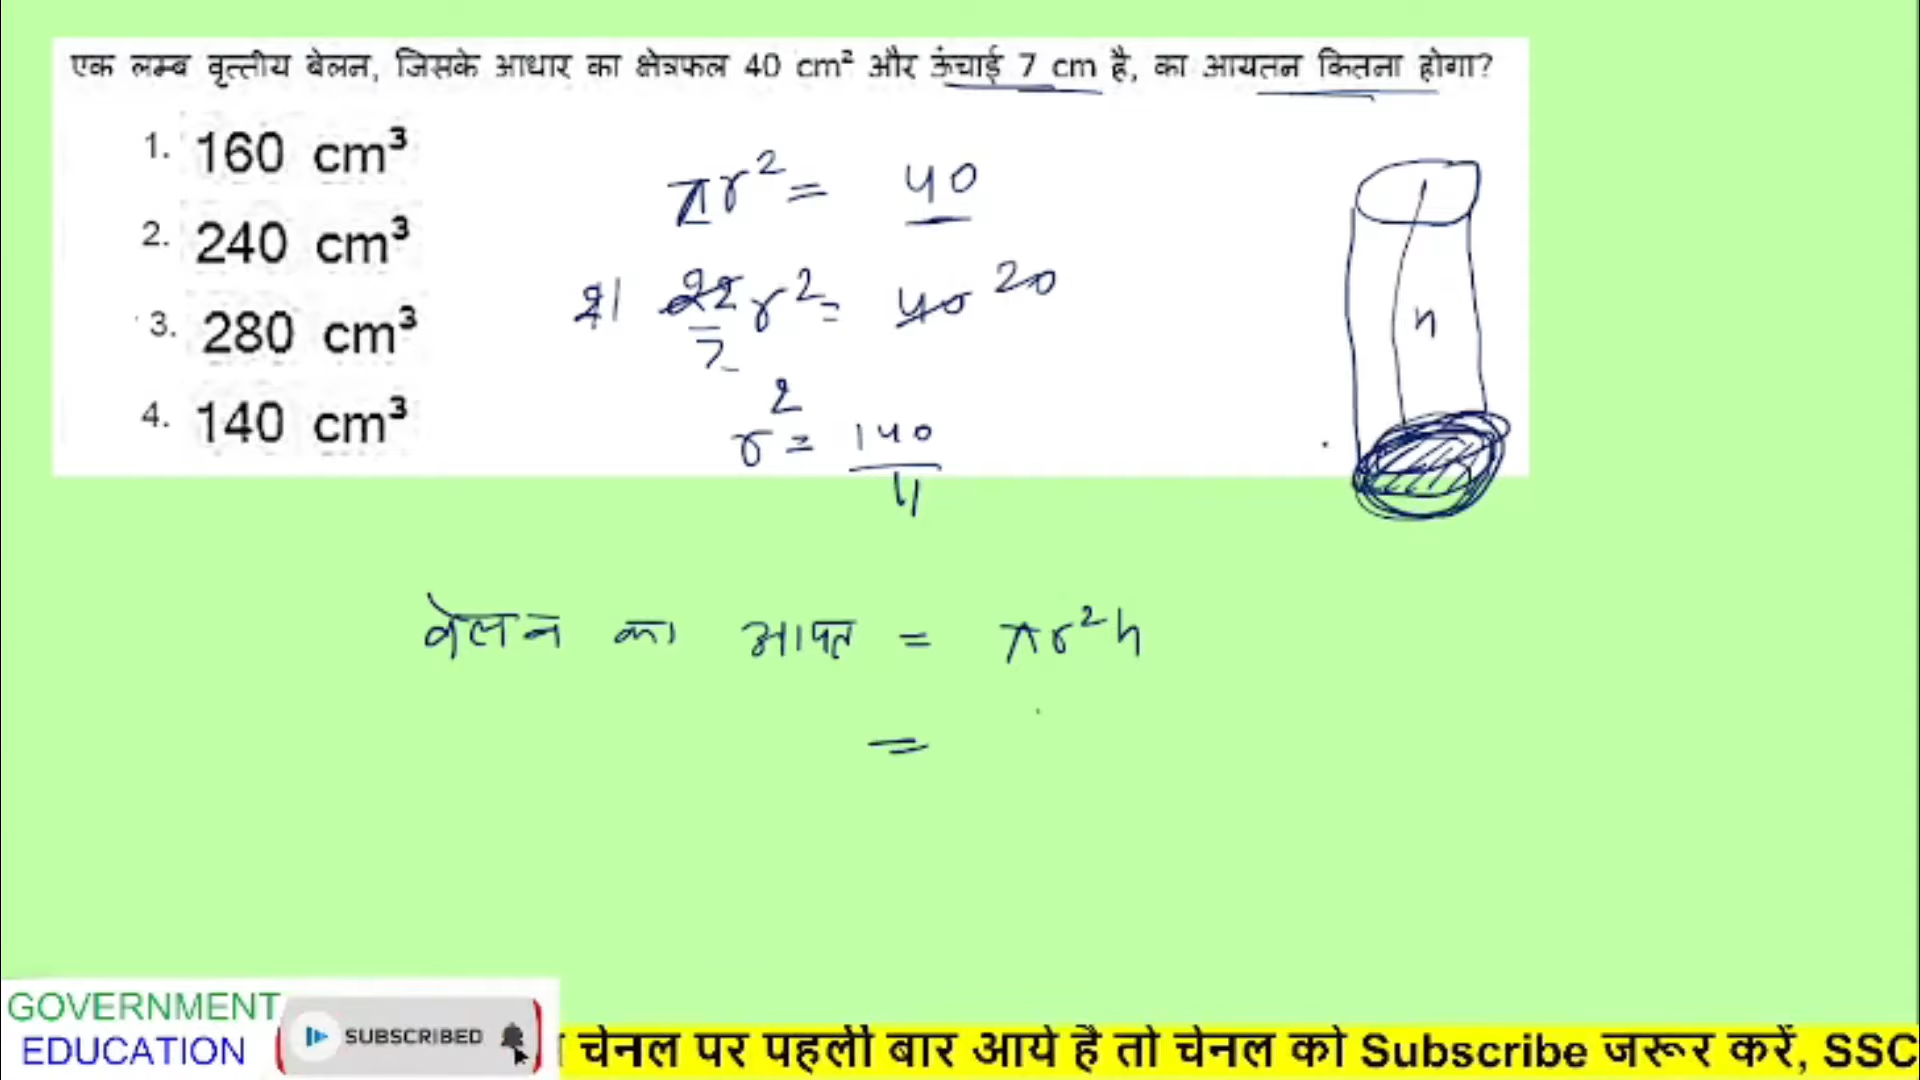 एक लम्ब वृत्तीय बेलन, जिसके आधार का क्षेत्रफल 40 cm² और ऊंचाई 7 cm है, का आयतन कितना होगा?
1. 160 cm³
2. 240 cm³
3. 280 cm³
4. 140 cm³
πr² = 40
22/7 r² = 40 20
r² = 140/11
h
बेलन का = πr²h
=
GOVERNMENT
EDUCATION
SUBSCRIBED
चेनल पर पहली बार आये है तो चेनल को Subscribe जरूर करें, SSC